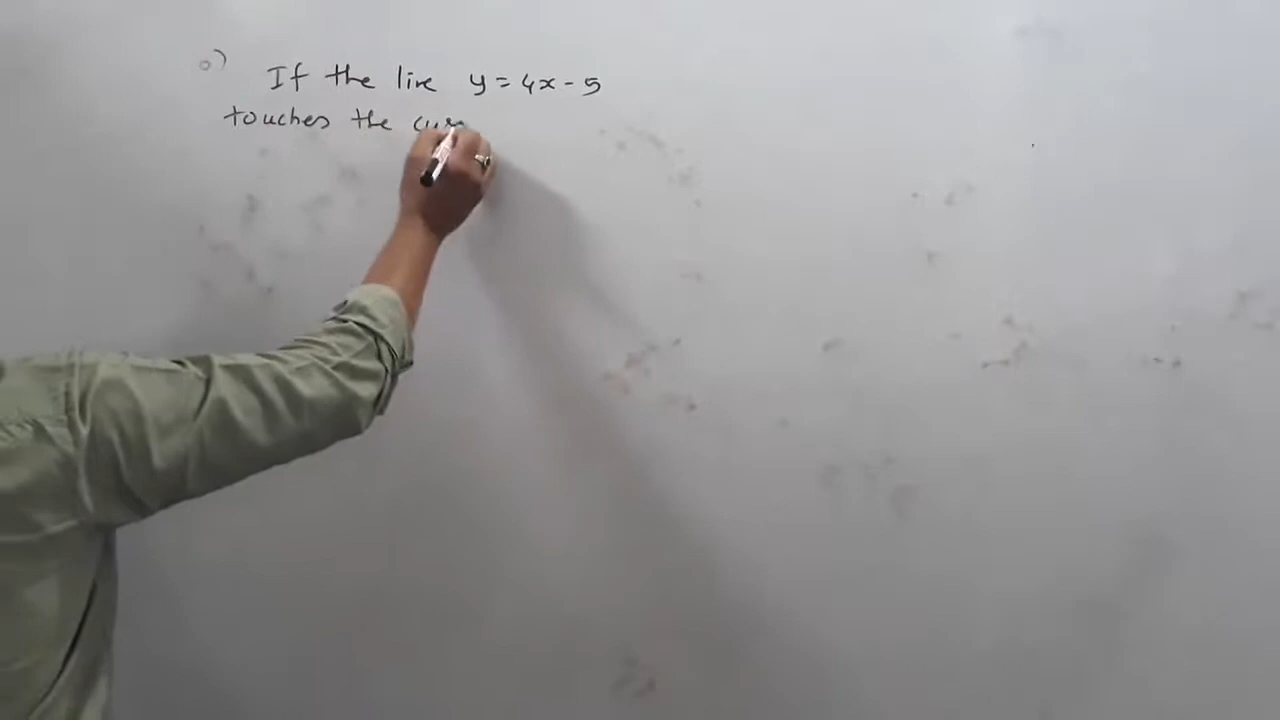 o) If the line y = 4x - 5
touches the